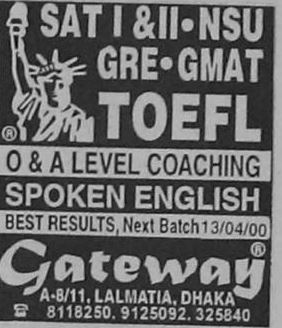 SAT I & II•NSU
GRE•GMAT
TOEFL
®
O & A LEVEL COACHING
SPOKEN ENGLISH
BEST RESULTS, Next Batch 13/04/00
Gateway®
A-8/11, LALMATIA, DHAKA
☎ 8118250, 9125092, 325840